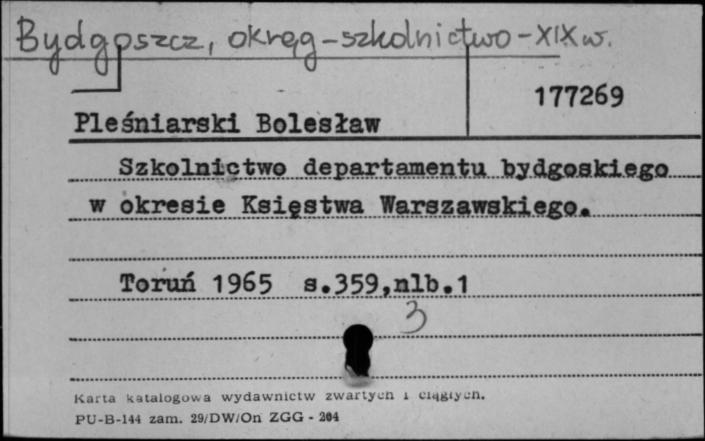 Bydgoszcz, okręg-szkolnictwo-XIX w.
177269
Pleśniarski Bolesław
Szkolnictwo departamentu bydgoskiego
w okresie Księstwa Warszawskiego.
Toruń 1965 s.359,nlb.1
3
Karta katalogowa wydawnictw zwartych i ciągłych.
PU-B-144 zam. 29/DW/On ZGG - 204